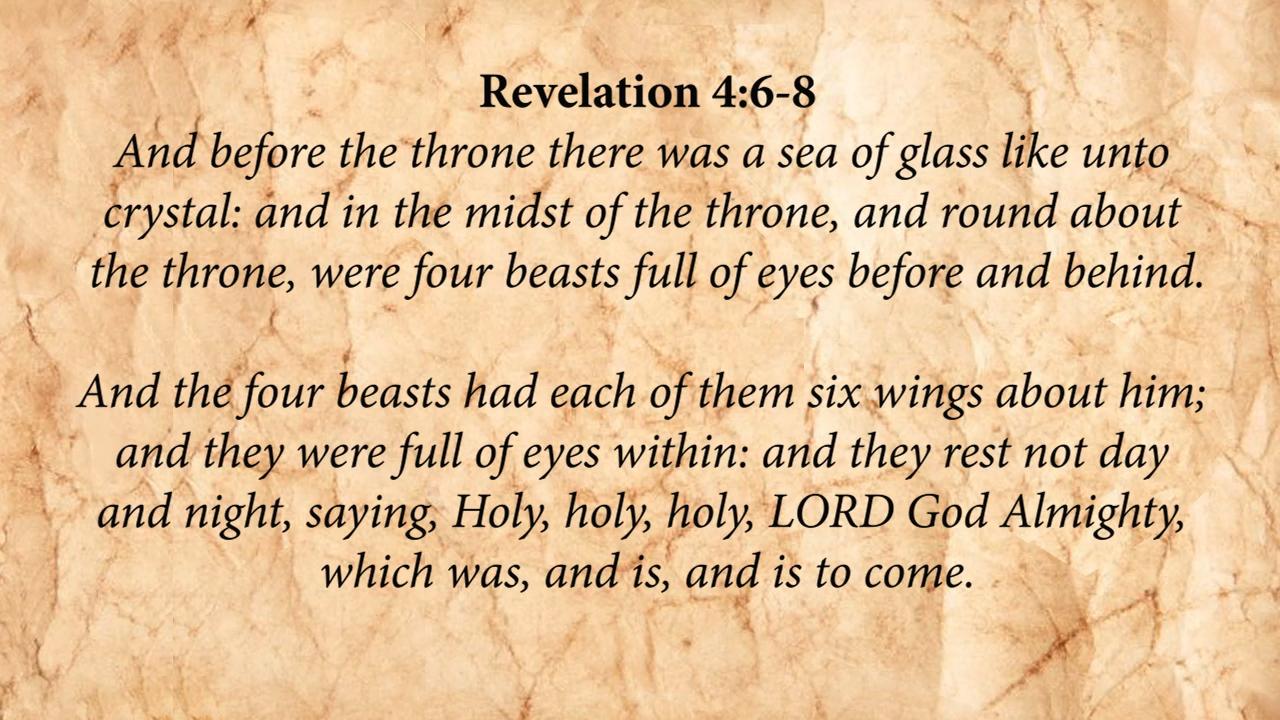 Revelation 4:6-8
And before the throne there was a sea of glass like unto
crystal: and in the midst of the throne, and round about
the throne, were four beasts full of eyes before and behind.
And the four beasts had each of them six wings about him;
and they were full of eyes within: and they rest not day
and night, saying, Holy, holy, holy, LORD God Almighty,
which was, and is, and is to come.